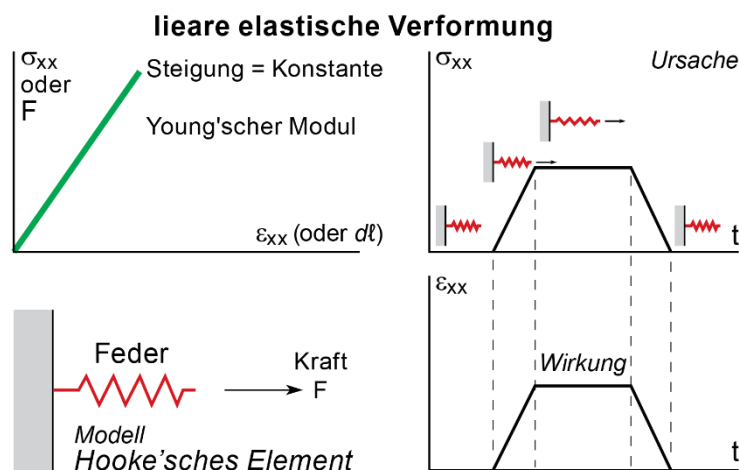 lieare elastische Verformung
σxx
oder
F
Steigung = Konstante
Young'scher Modul
εxx (oder dℓ)
σxx
Ursache
t
εxx
Wirkung
t
Feder
Kraft
F
Modell
Hooke'sches Element